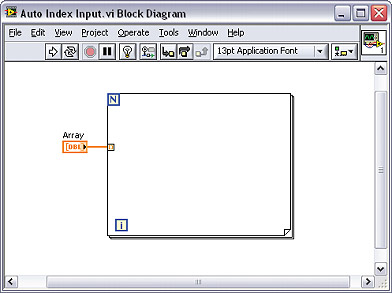 Auto Index Input.vi Block Diagram
File Edit View Project Operate Tools Window Help
13pt Application Font
1
N
Array
[DBL]
i